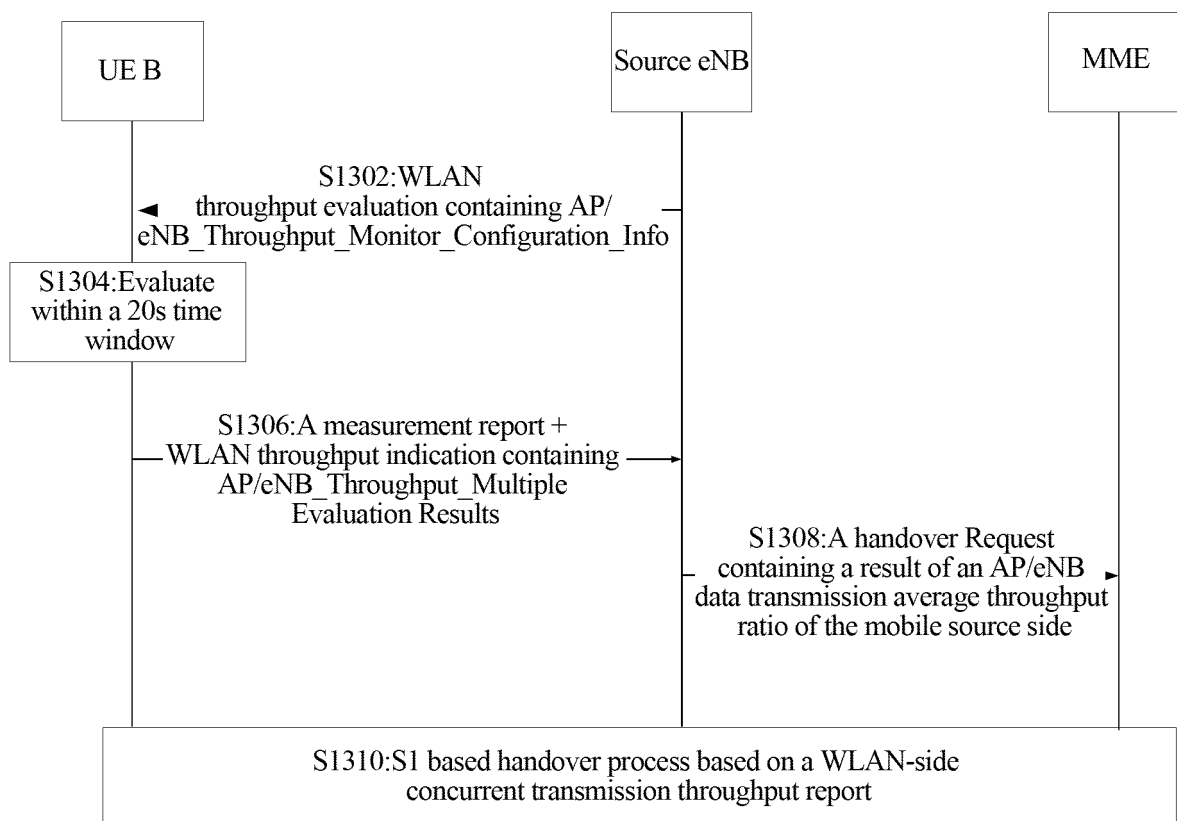 UE B
Source eNB
MME
S1302:WLAN
throughput evaluation containing AP/
eNB_Throughput_Monitor_Configuration_Info
S1304:Evaluate
within a 20s time
window
S1306:A measurement report +
WLAN throughput indication containing
AP/eNB_Throughput_Multiple
Evaluation Results
S1308:A handover Request
containing a result of an AP/eNB
data transmission average throughput
ratio of the mobile source side
S1310:S1 based handover process based on a WLAN-side
concurrent transmission throughput report